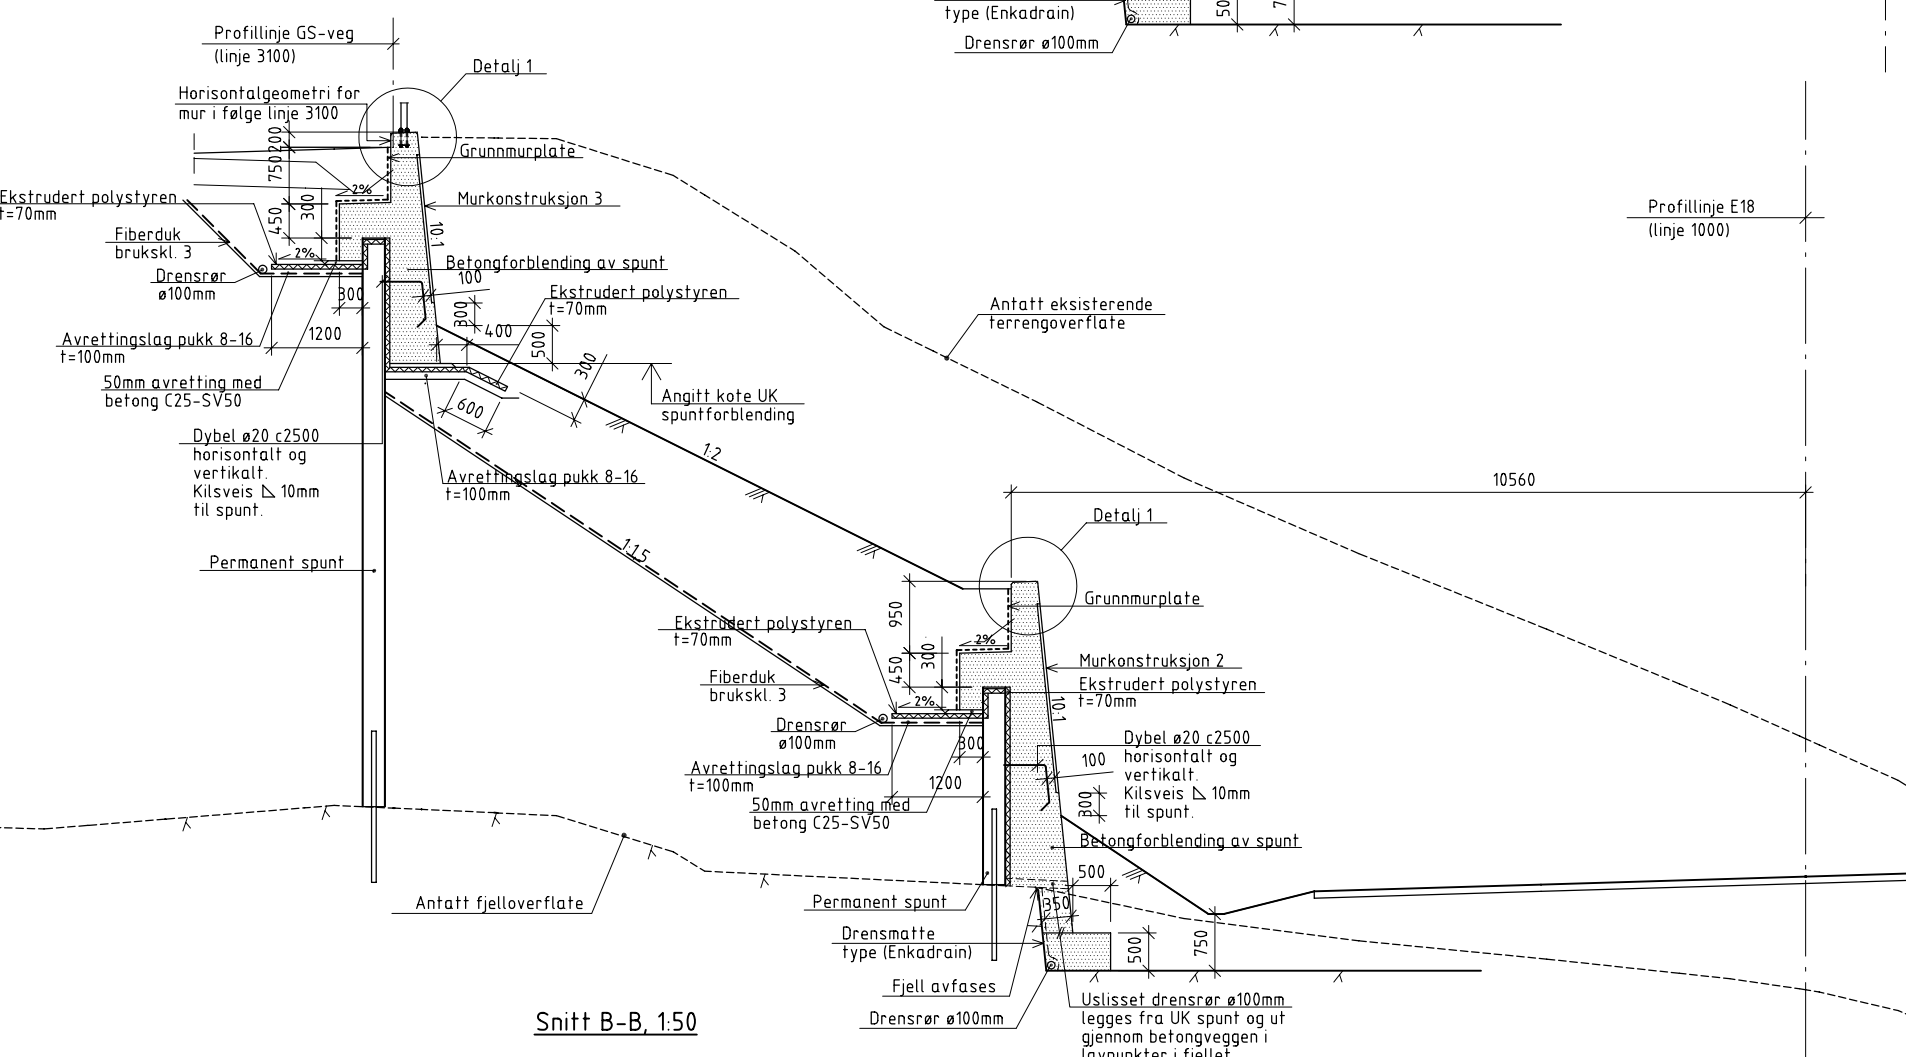 type (Enkadrain)
50
7
Drensrør ø100mm
Profillinje GS-veg
(linje 3100)
Detalj 1
Horisontalgeometri for
mur i følge linje 3100
200
750
Grunnmurplate
2%
Ekstrudert polystyren
t=70mm
300
450
Murkonstruksjon 3
10:1
Fiberduk
brukskl. 3
2%
Betongforblending av spunt
Drensrør
ø100mm
100
300
Ekstrudert polystyren
t=70mm
300
1200
400
500
300
Avrettingslag pukk 8-16
t=100mm
50mm avretting med
betong C25-SV50
600
Angitt kote UK
spuntforblending
Dybel ø20 c2500
horisontalt og
vertikalt.
Kilsveis 10mm
til spunt.
1:2
Avrettingslag pukk 8-16
t=100mm
Permanent spunt
1:1.5
Profillinje E18
(linje 1000)
Antatt eksisterende
terrengoverflate
10560
Detalj 1
950
Grunnmurplate
Ekstrudert polystyren
t=70mm
2%
300
450
Murkonstruksjon 2
Ekstrudert polystyren
t=70mm
Fiberduk
brukskl. 3
2%
10:1
Drensrør
ø100mm
300
Dybel ø20 c2500
horisontalt og
vertikalt.
Kilsveis 10mm
til spunt.
100
Avrettingslag pukk 8-16
t=100mm
1200
300
50mm avretting med
betong C25-SV50
Betongforblending av spunt
500
Antatt fjelloverflate
Permanent spunt
350
Drensmatte
type (Enkadrain)
500
750
Fjell avfases
Drensrør ø100mm
Uslisset drensrør ø100mm
legges fra UK spunt og ut
gjennom betongveggen i
lavpunkter i fjellet
Snitt B-B, 1:50